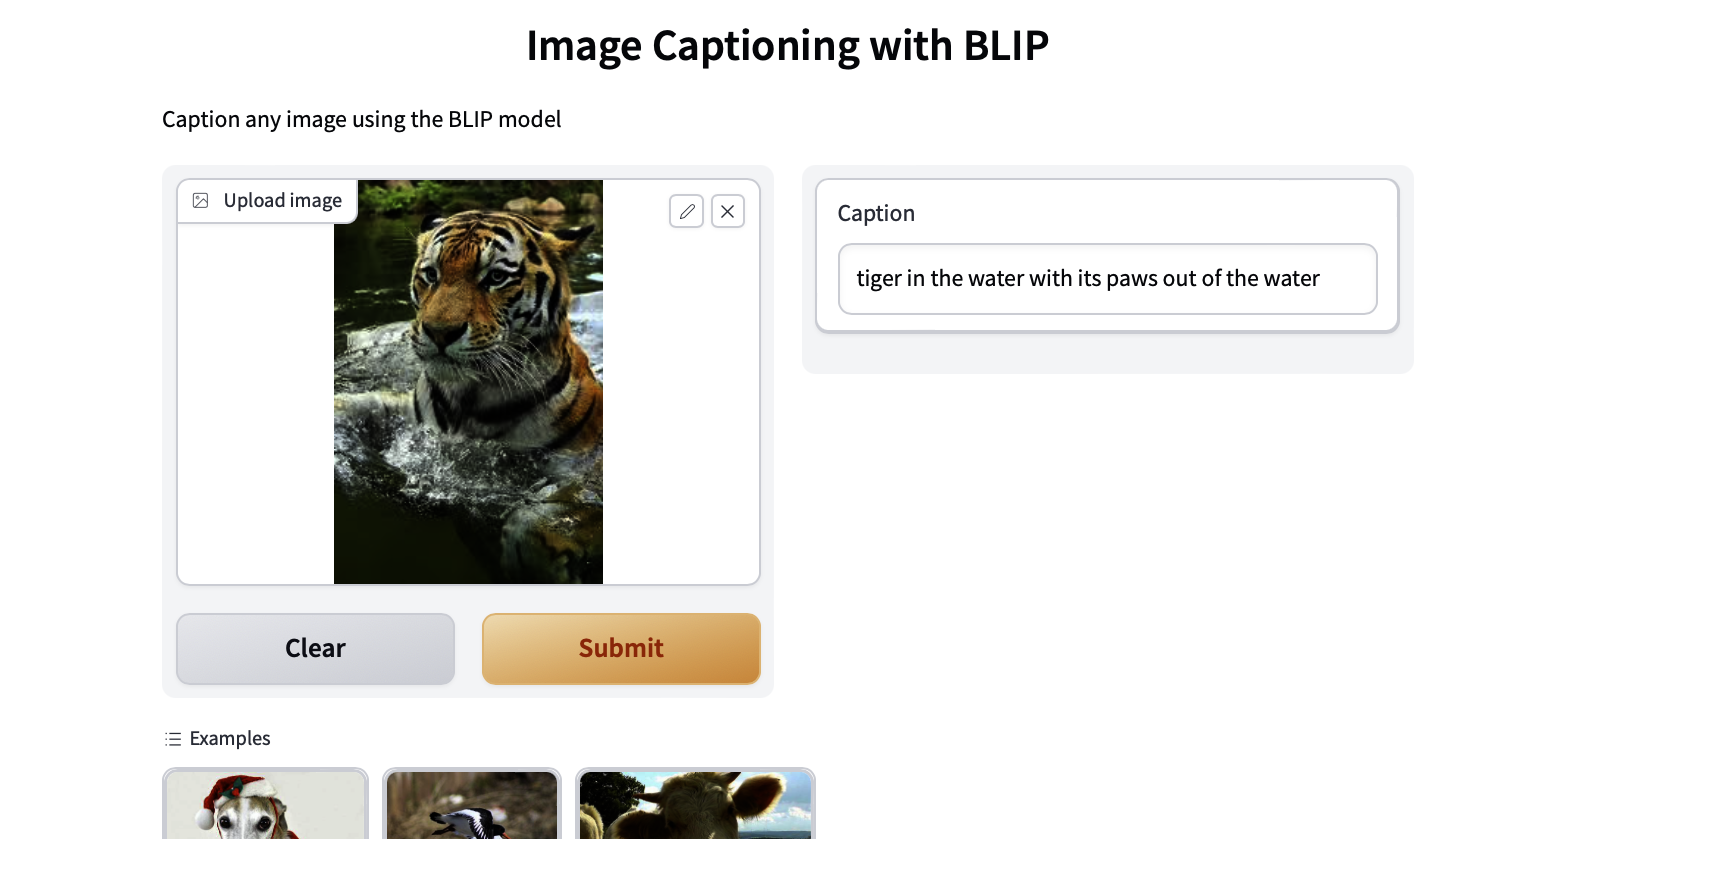 Image Captioning with BLIP
Caption any image using the BLIP model
Upload image
Caption
tiger in the water with its paws out of the water
Clear
Submit
Examples